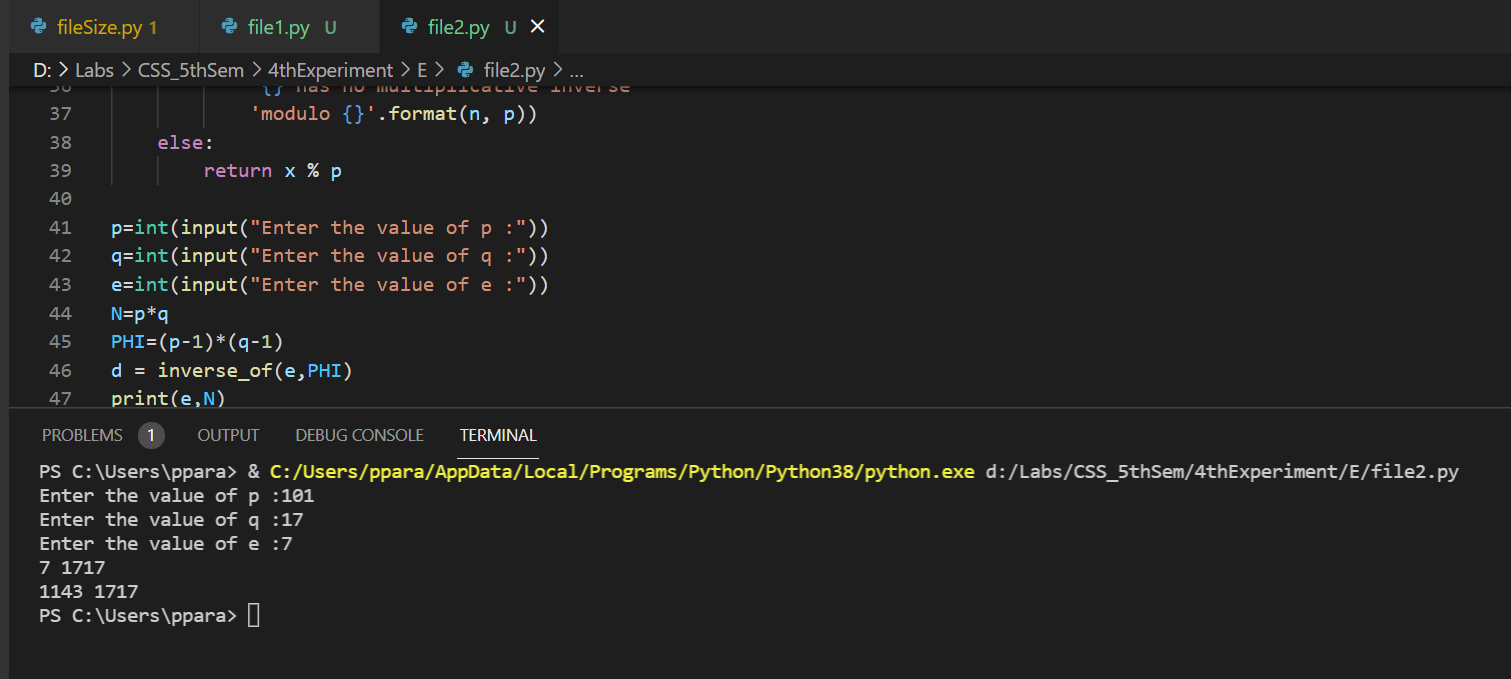 fileSize.py 1 file1.py U file2.py U
D: > Labs > CSS_5thSem > 4thExperiment > E > file2.py > ...
36 '{} has no multiplicative inverse '
37 'modulo {}'.format(n, p))
38 else:
39 return x % p
40
41 p=int(input("Enter the value of p :"))
42 q=int(input("Enter the value of q :"))
43 e=int(input("Enter the value of e :"))
44 N=p*q
45 PHI=(p-1)*(q-1)
46 d = inverse_of(e,PHI)
47 print(e,N)
PROBLEMS 1 OUTPUT DEBUG CONSOLE TERMINAL
PS C:\Users\ppara> & C:/Users/ppara/AppData/Local/Programs/Python/Python38/python.exe d:/Labs/CSS_5thSem/4thExperiment/E/file2.py
Enter the value of p :101
Enter the value of q :17
Enter the value of e :7
7 1717
1143 1717
PS C:\Users\ppara>